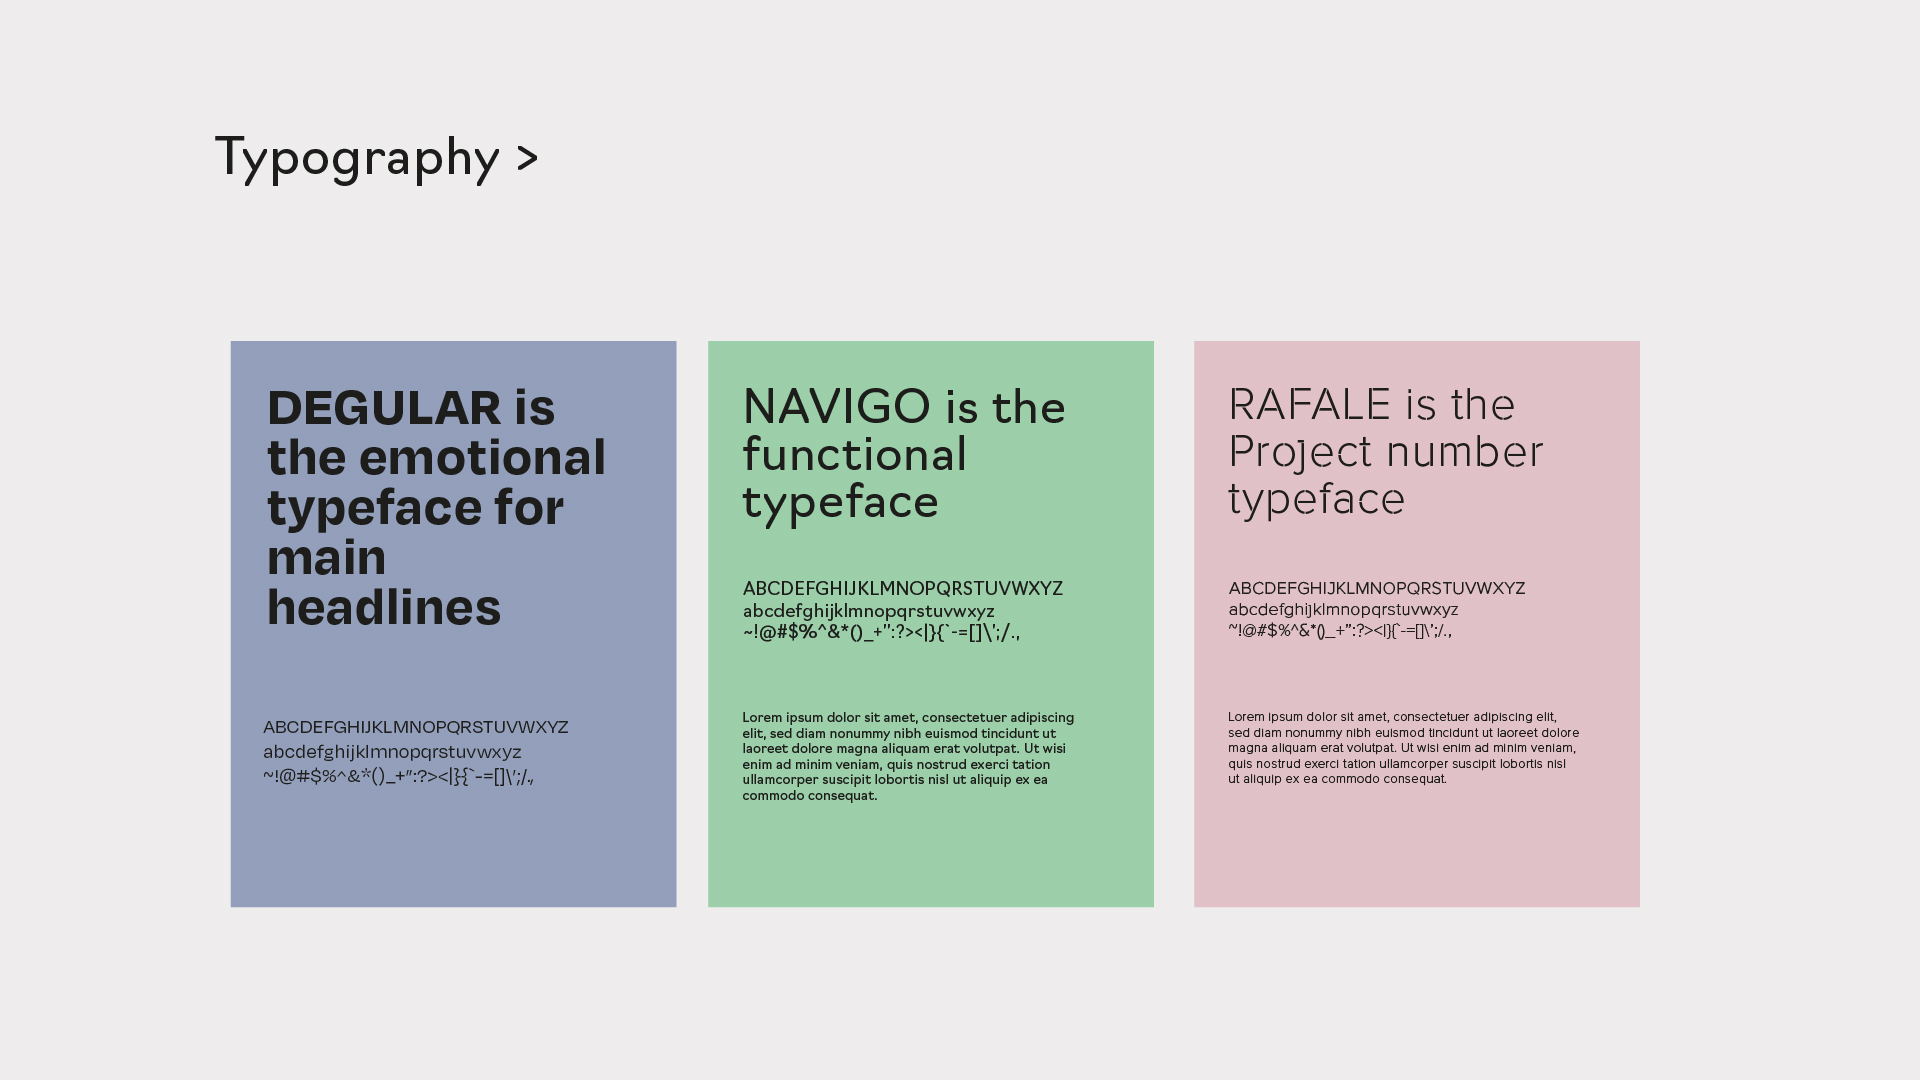 Typography >
DEGULAR is
the emotional
typeface for
main
headlines
ABCDEFGHIJKLMNOPQRSTUVWXYZ
abcdefghijklmnopqrstuvwxyz
~!@#$%^&*()_+":?><|}{`-=[]\';/.,
NAVIGO is the
functional
typeface
ABCDEFGHIJKLMNOPQRSTUVWXYZ
abcdefghijklmnopqrstuvwxyz
~!@#$%^&*()_+":?><|}{`-=[]\';/.,
Lorem ipsum dolor sit amet, consectetuer adipiscing
elit, sed diam nonummy nibh euismod tincidunt ut
laoreet dolore magna aliquam erat volutpat. Ut wisi
enim ad minim veniam, quis nostrud exerci tation
ullamcorper suscipit lobortis nisl ut aliquip ex ea
commodo consequat.
RAFALE is the
Project number
typeface
ABCDEFGHIJKLMNOPQRSTUVWXYZ
abcdefghijklmnopqrstuvwxyz
~!@#$%^&*()_+":?><|}{`-=[]\';/.,
Lorem ipsum dolor sit amet, consectetuer adipiscing elit,
sed diam nonummy nibh euismod tincidunt ut laoreet dolore
magna aliquam erat volutpat. Ut wisi enim ad minim veniam,
quis nostrud exerci tation ullamcorper suscipit lobortis nisl
ut aliquip ex ea commodo consequat.